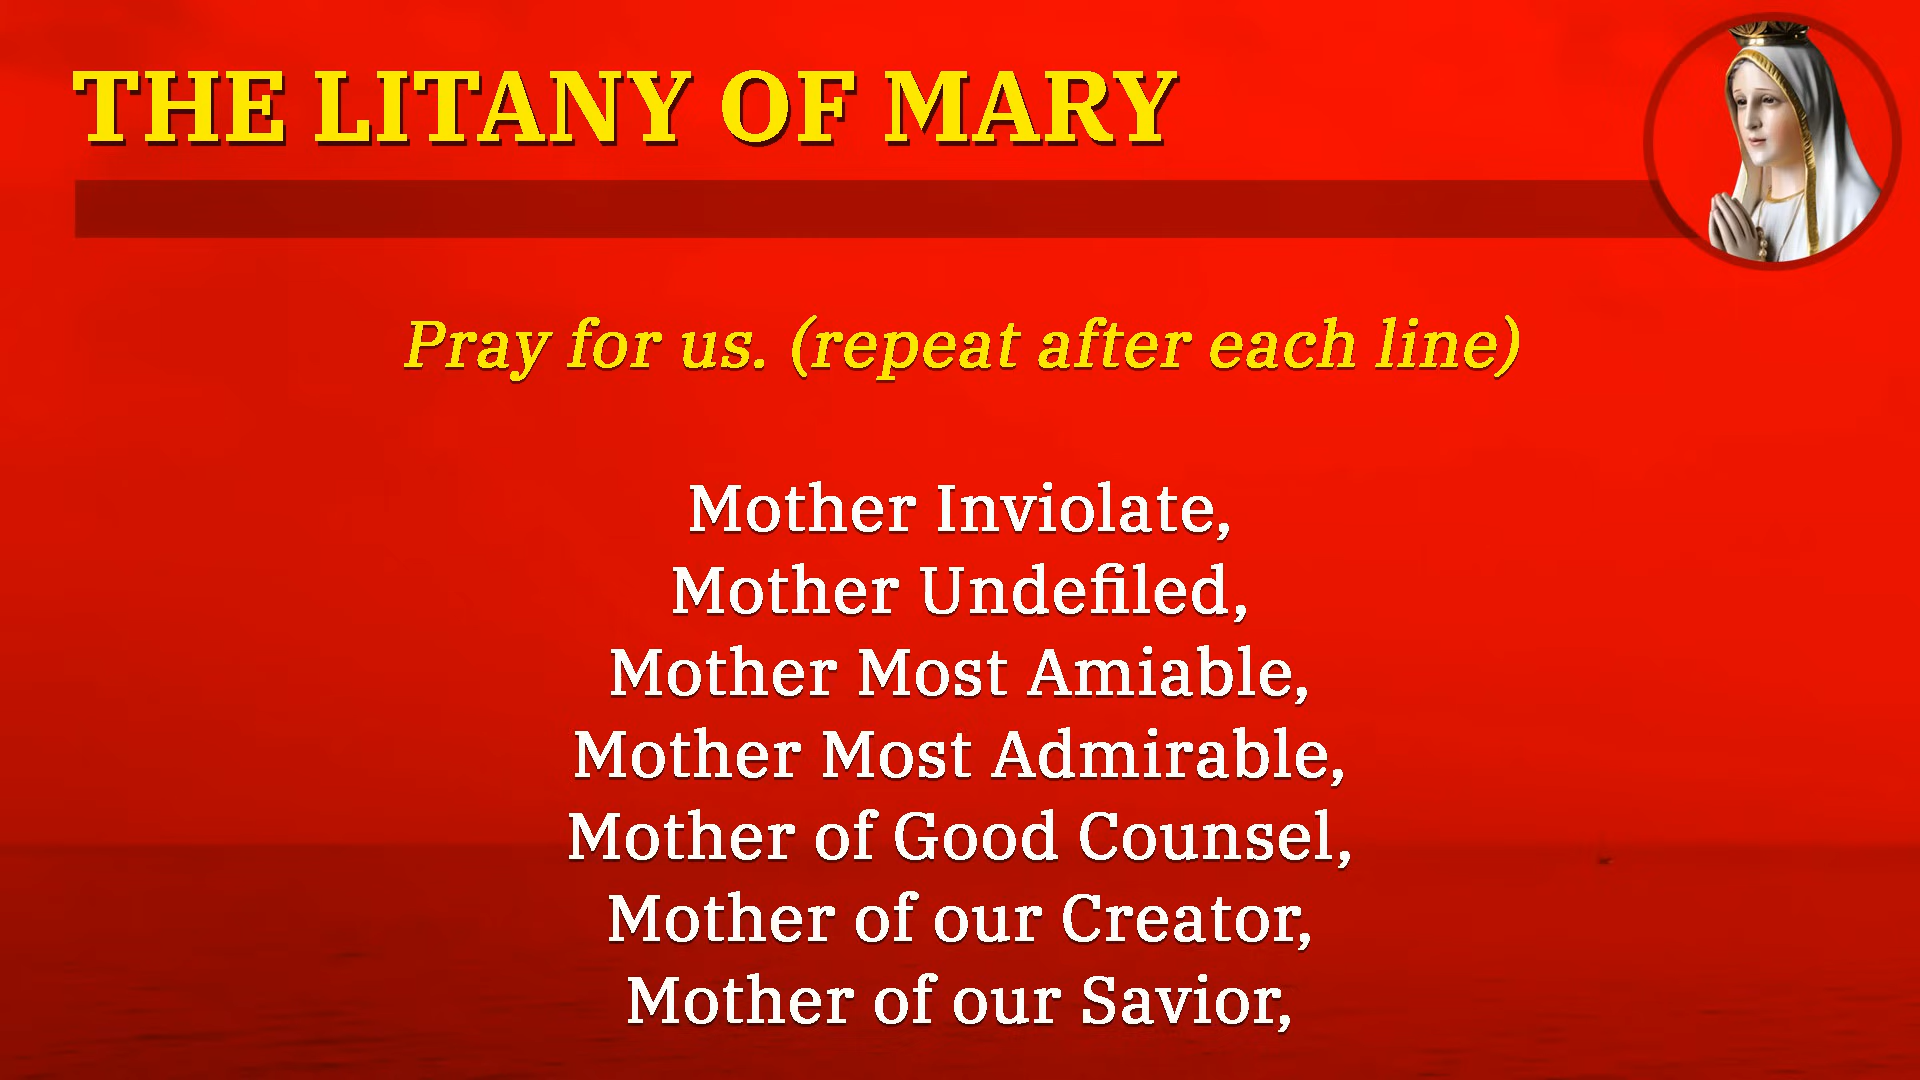 THE LITANY OF MARY
Pray for us. (repeat after each line)
Mother Inviolate,
Mother Undefiled,
Mother Most Amiable,
Mother Most Admirable,
Mother of Good Counsel,
Mother of our Creator,
Mother of our Savior,